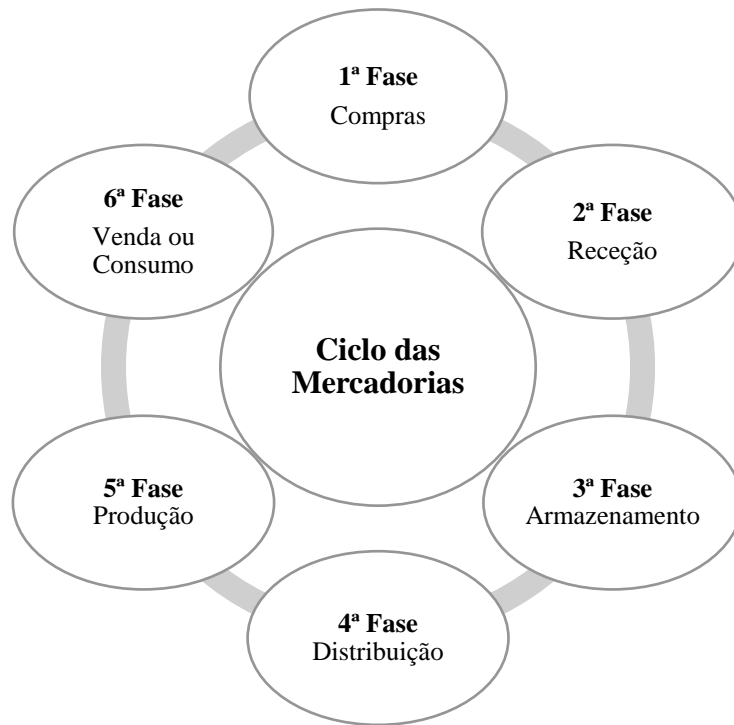 1ª Fase
Compras
2ª Fase
Receção
3ª Fase
Armazenamento
4ª Fase
Distribuição
5ª Fase
Produção
6ª Fase
Venda ou
Consumo
Ciclo das
Mercadorias